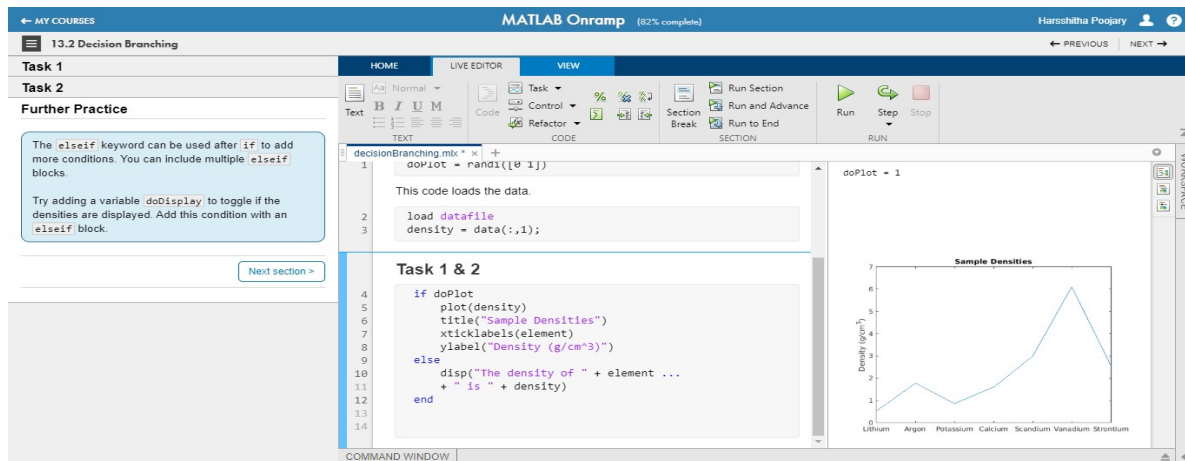 ← MY COURSES
MATLAB Onramp (82% complete)
Harsshitha Poojary
?
13.2 Decision Branching
← PREVIOUS
NEXT →
Task 1
Task 2
Further Practice
The elseif keyword can be used after if to add
more conditions. You can include multiple elseif
blocks.
Try adding a variable doDisplay to toggle if the
densities are displayed. Add this condition with an
elseif block.
Next section >
HOME
LIVE EDITOR
VIEW
Text
Aa Normal
B I U M
TEXT
Code
Task
Control
Refactor
CODE
Section
Break
Run Section
Run and Advance
Run to End
SECTION
Run
Step
Stop
RUN
decisionBranching.mlx * × +
1 doPlot = randi([0 1])
This code loads the data.
2 load datafile
3 density = data(:,1);
Task 1 & 2
4 if doPlot
5 plot(density)
6 title("Sample Densities")
7 xticklabels(element)
8 ylabel("Density (g/cm^3)")
9 else
10 disp("The density of " + element ...
11 + " is " + density)
12 end
13
14
COMMAND WINDOW
doPlot = 1
Sample Densities
Density (g/cm³)
7
6
5
4
3
2
1
0
Lithium Argon Potassium Calcium Scandium Vanadium Strontium
WORKSPACE